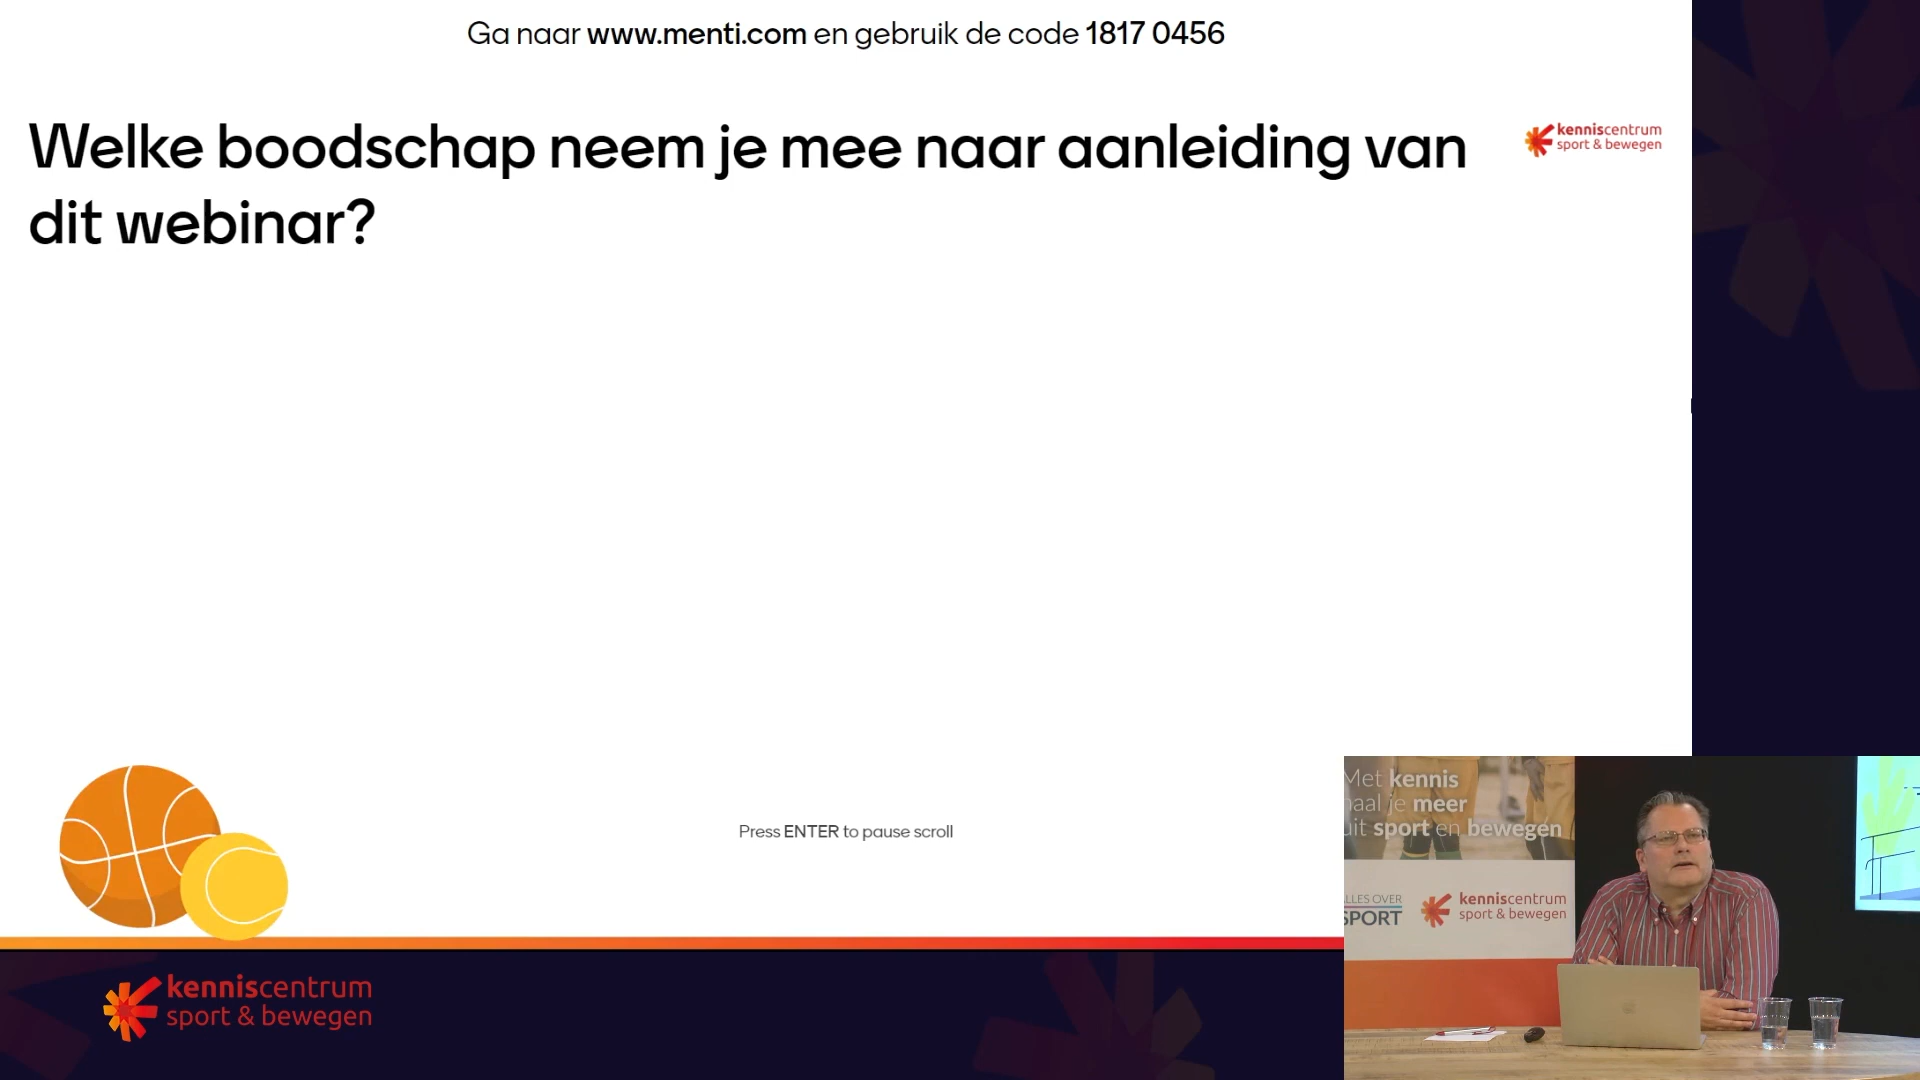 Ga naar www.menti.com en gebruik de code 1817 0456
Welke boodschap neem je mee naar aanleiding van
dit webinar?
kenniscentrum
sport & bewegen
Press ENTER to pause scroll
Met kennis
haal je meer
uit sport en bewegen
ALLES OVER
SPORT
kenniscentrum
sport & bewegen
kenniscentrum
sport & bewegen